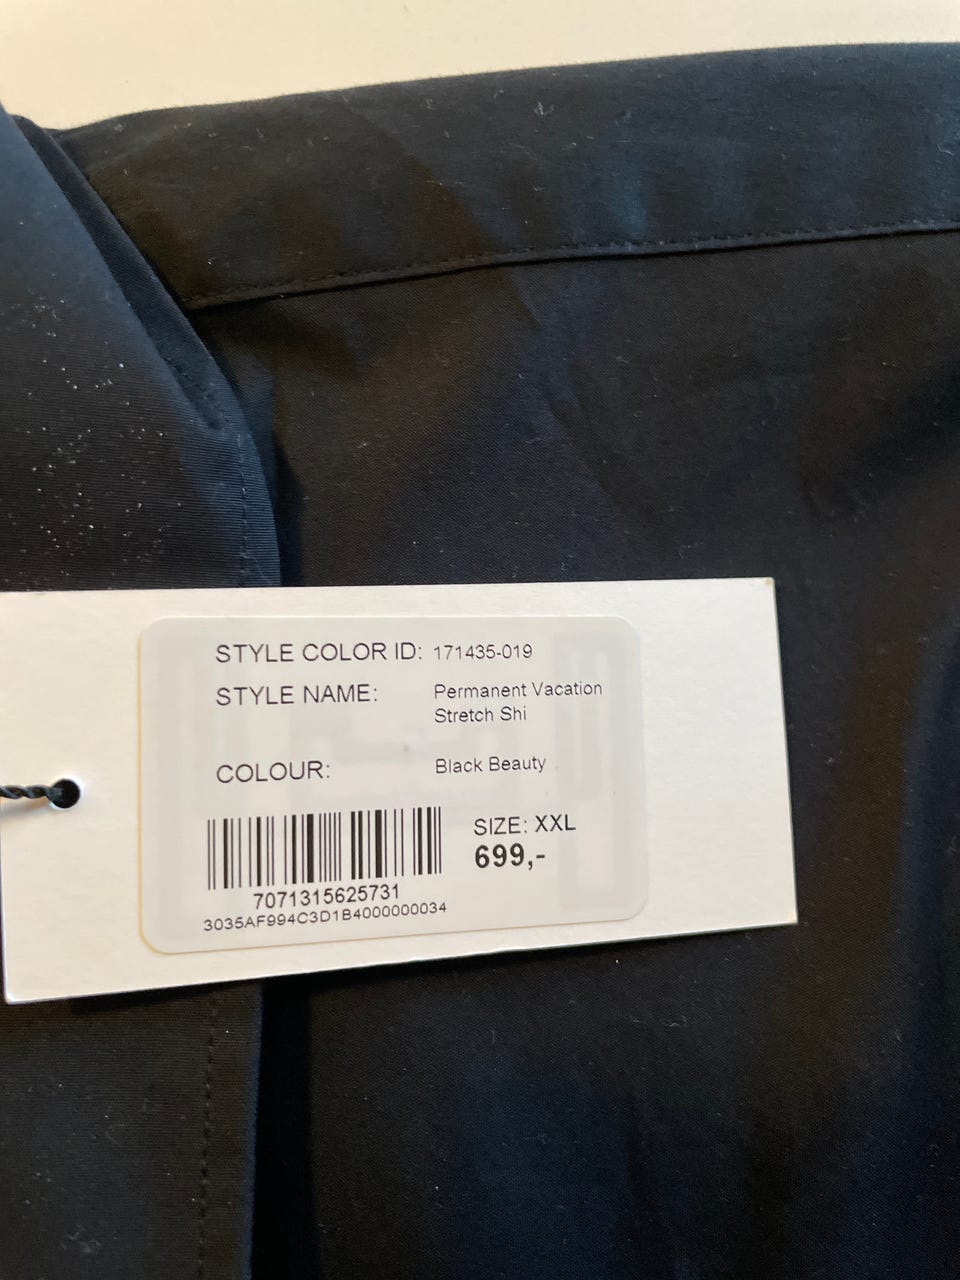 STYLE COLOR ID: 171435-019
STYLE NAME: Permanent Vacation
Stretch Shi
COLOUR: Black Beauty
SIZE: XXL
699,-
7071315625731
3035AF994C3D1B4000000034